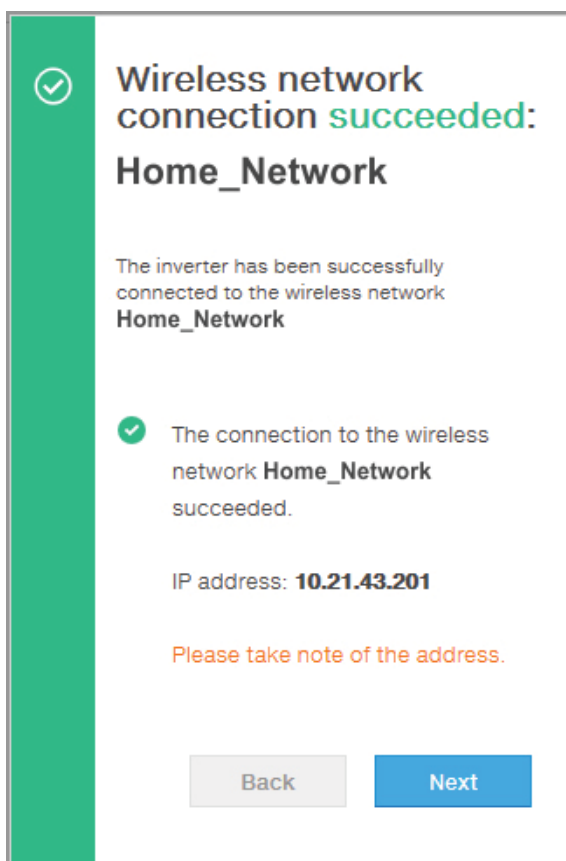 Wireless network
connection succeeded:
Home_Network
The inverter has been successfully
connected to the wireless network
Home_Network
The connection to the wireless
network Home_Network
succeeded.
IP address: 10.21.43.201
Please take note of the address.
Back Next